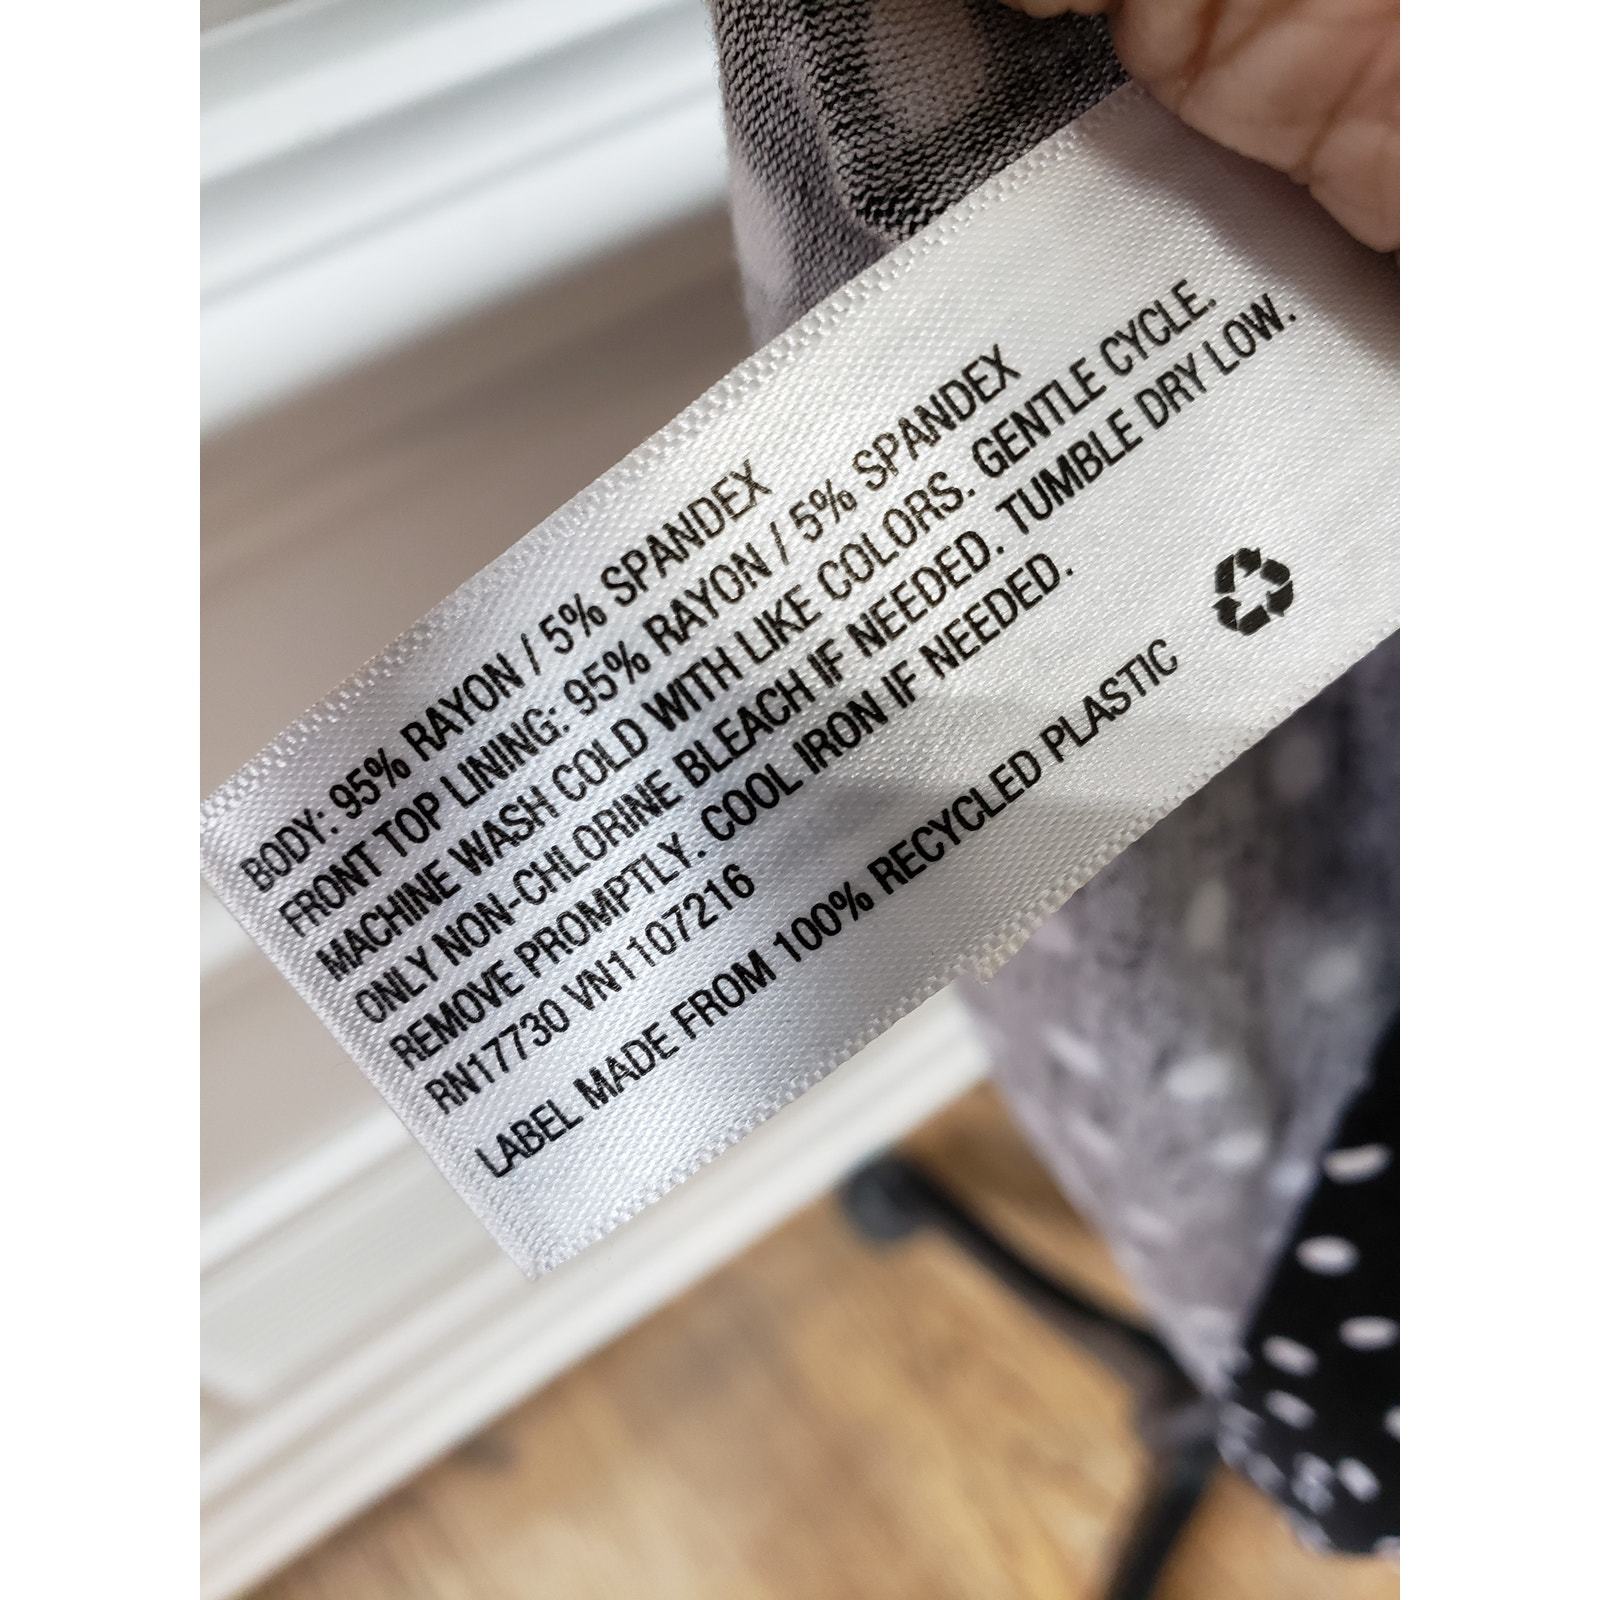 BODY: 95% RAYON / 5% SPANDEX
FRONT TOP LINING: 95% RAYON / 5% SPANDEX
MACHINE WASH COLD WITH LIKE COLORS. GENTLE CYCLE.
ONLY NON-CHLORINE BLEACH IF NEEDED. TUMBLE DRY LOW.
REMOVE PROMPTLY. COOL IRON IF NEEDED.
RN17730 VN1107216
LABEL MADE FROM 100% RECYCLED PLASTIC